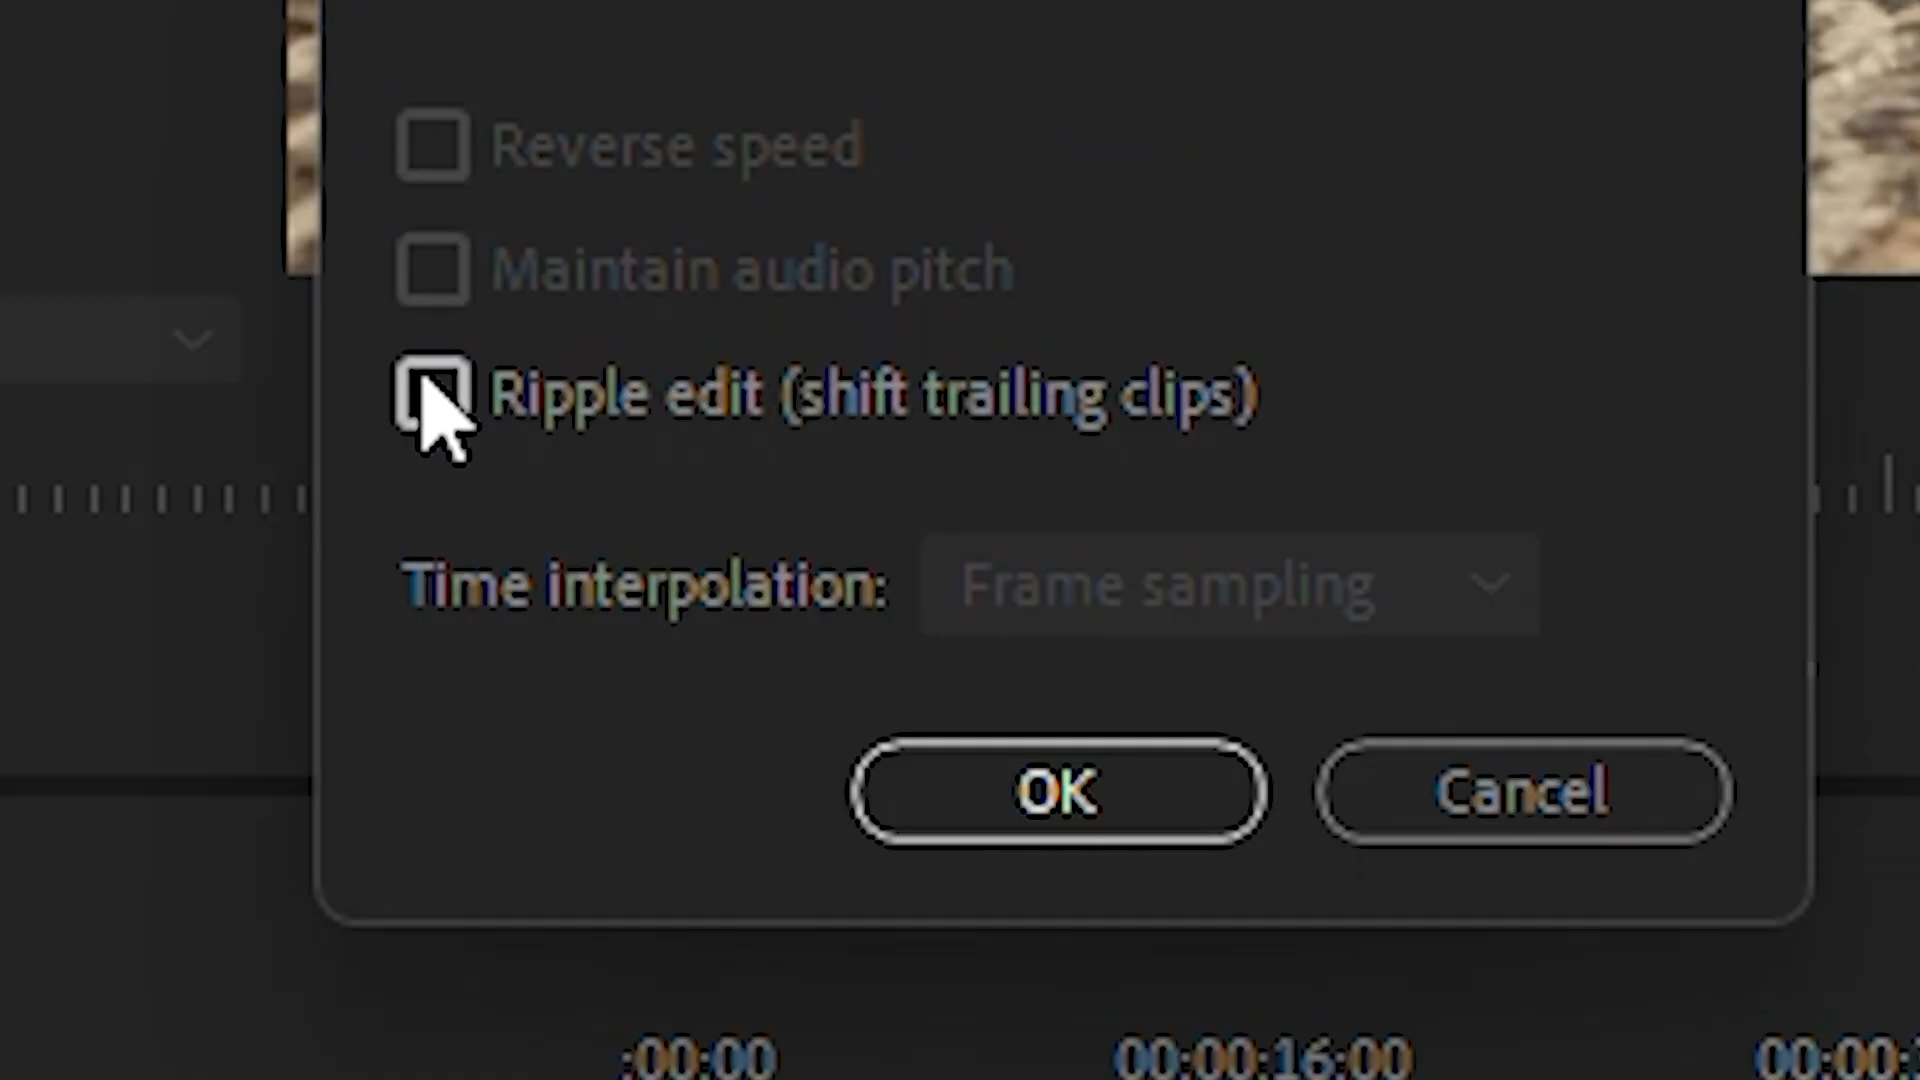 Reverse speed
Maintain audio pitch
Ripple edit (shift trailing clips)
Time interpolation: Frame sampling
OK Cancel
:00:00 00:00:16:00 00:00: